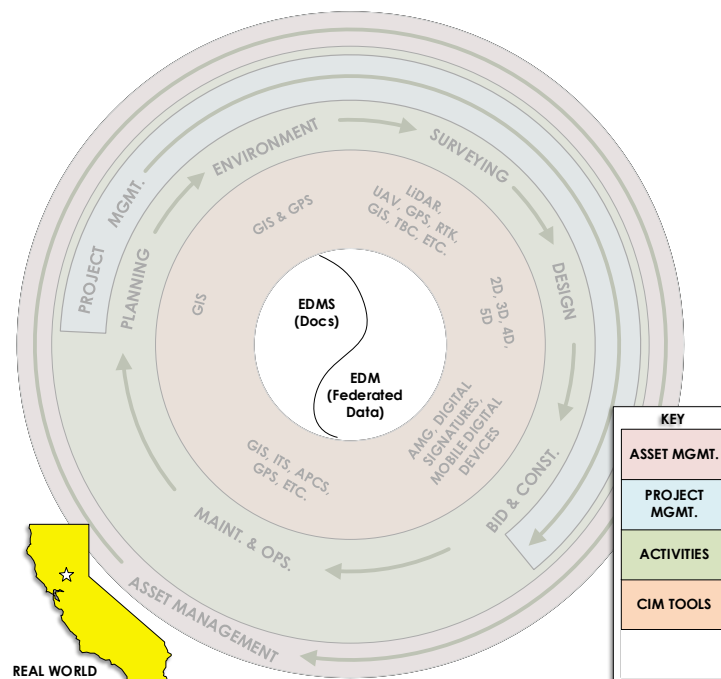 ENVIRONMENT
SURVEYING
DESIGN
BID & CONST.
MAINT. & OPS.
PLANNING
PROJECT MGMT.
ASSET MANAGEMENT
GIS & GPS
LiDAR,
UAV, GPS, RTK,
GIS, TBC, ETC.
2D, 3D, 4D,
5D
AMG, DIGITAL
SIGNATURES,
MOBILE DIGITAL
DEVICES
GIS, ITS, APCS,
GPS, ETC.
GIS
EDMS
(Docs)
EDM
(Federated
Data)
REAL WORLD
KEY
ASSET MGMT.
PROJECT
MGMT.
ACTIVITIES
CIM TOOLS